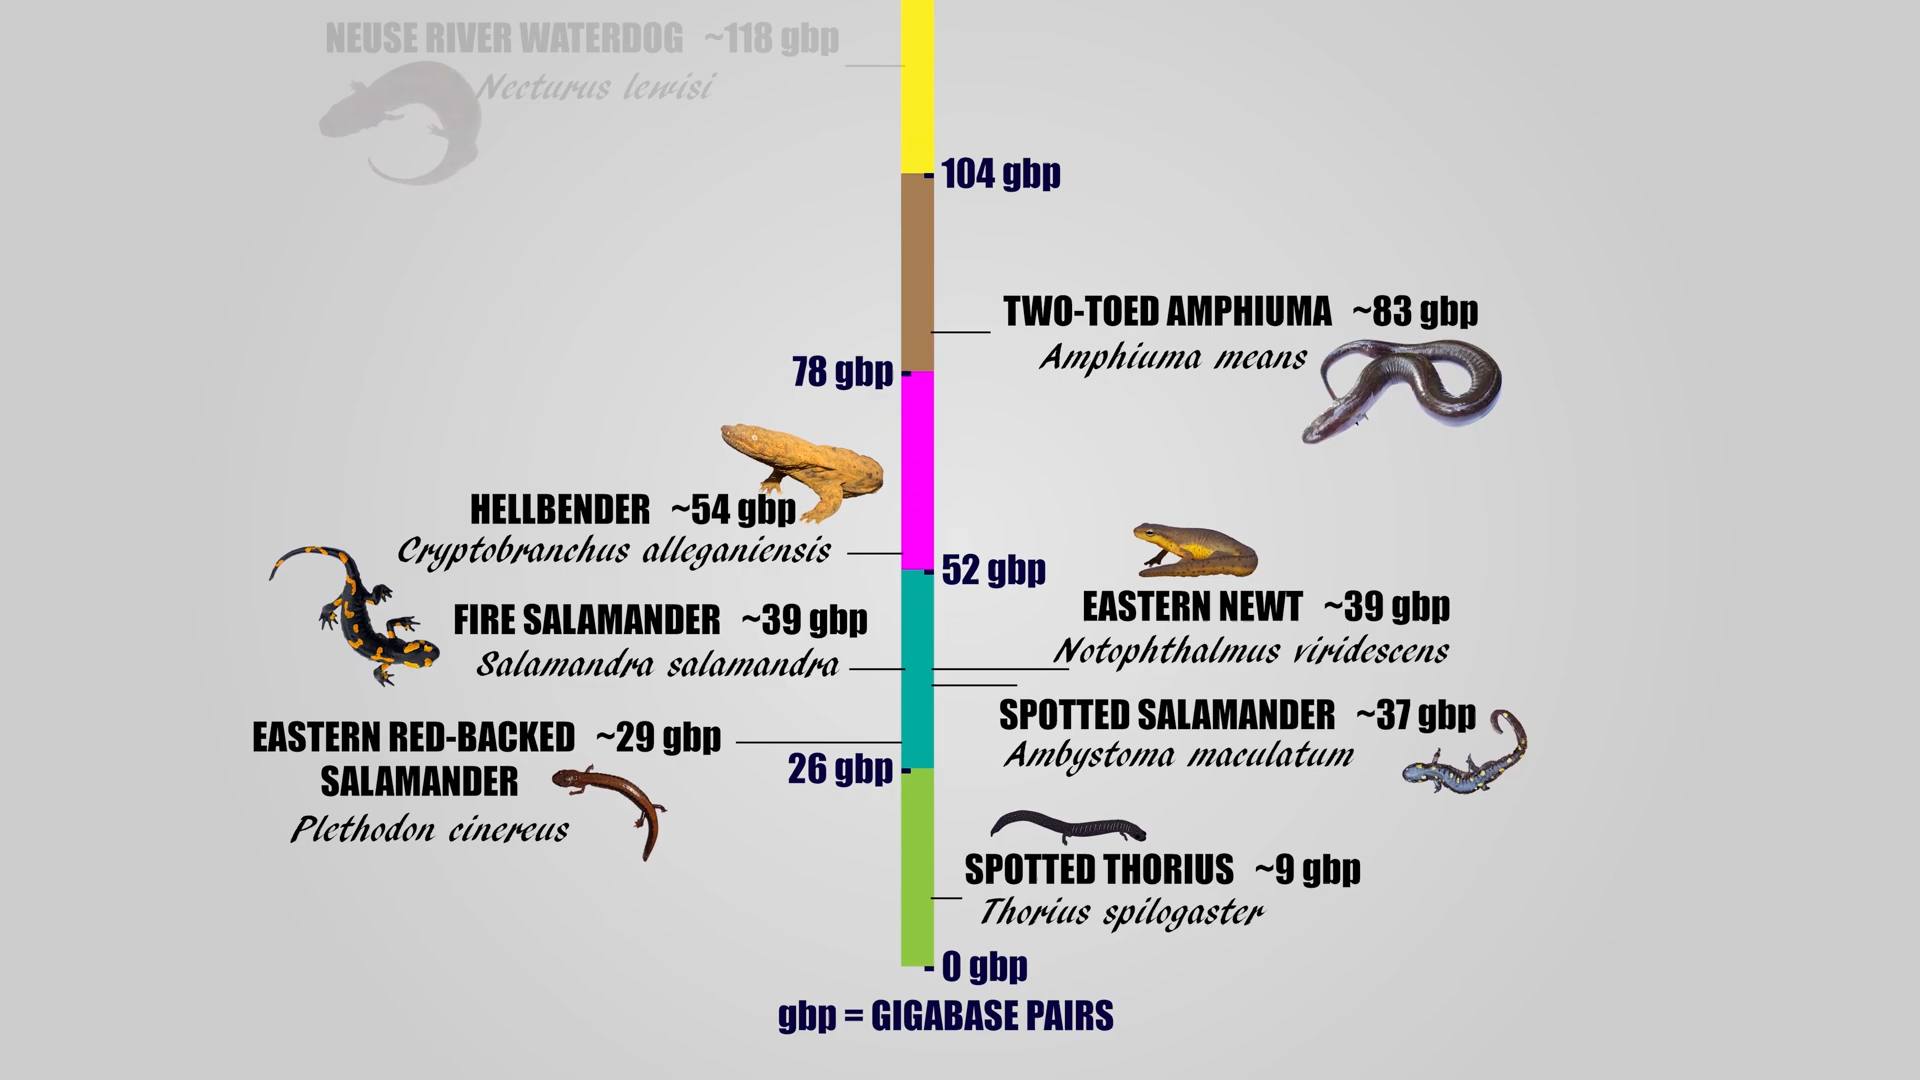 NEUSE RIVER WATERDOG ~118 gbp
Necturus lewisi
104 gbp
TWO-TOED AMPHIUMA ~83 gbp
Amphiuma means
78 gbp
HELLBENDER ~54 gbp
Cryptobranchus alleganiensis
52 gbp
EASTERN NEWT ~39 gbp
Notophthalmus viridescens
FIRE SALAMANDER ~39 gbp
Salamandra salamandra
SPOTTED SALAMANDER ~37 gbp
Ambystoma maculatum
EASTERN RED-BACKED ~29 gbp
SALAMANDER
Plethodon cinereus
26 gbp
SPOTTED THORIUS ~9 gbp
Thorius spilogaster
0 gbp
gbp = GIGABASE PAIRS